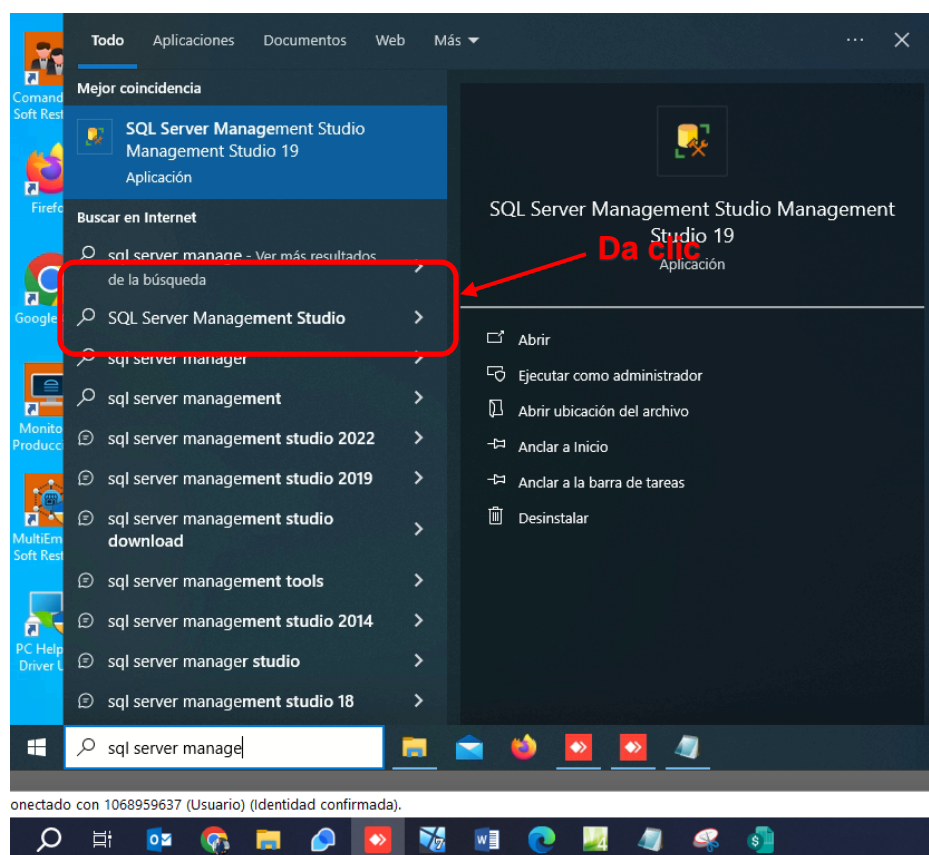 Todo Aplicaciones Documentos Web Más
Mejor coincidencia
SQL Server Management Studio
Management Studio 19
Aplicación
Buscar en Internet
sql server manage - Ver más resultados
de la búsqueda
SQL Server Management Studio
sql server manager
sql server management
sql server management studio 2022
sql server management studio 2019
sql server management studio
download
sql server management tools
sql server management studio 2014
sql server manager studio
sql server management studio 18
SQL Server Management Studio Management
Studio 19
Aplicación
Da clic
Abrir
Ejecutar como administrador
Abrir ubicación del archivo
Anclar a Inicio
Anclar a la barra de tareas
Desinstalar
Comand
Soft Rest
Firefo
Google
Monito
Producc
MultiEm
Soft Rest
PC Help
Driver U
sql server manage
onectado con 1068959637 (Usuario) (Identidad confirmada).